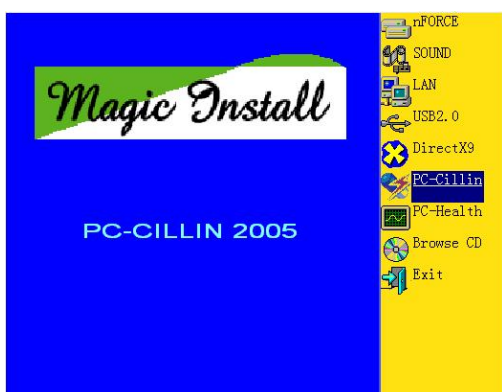 Magic Install
PC-CILLIN 2005
nFORCE
SOUND
LAN
USB2.0
DirectX9
PC-Cillin
PC-Health
Browse CD
Exit